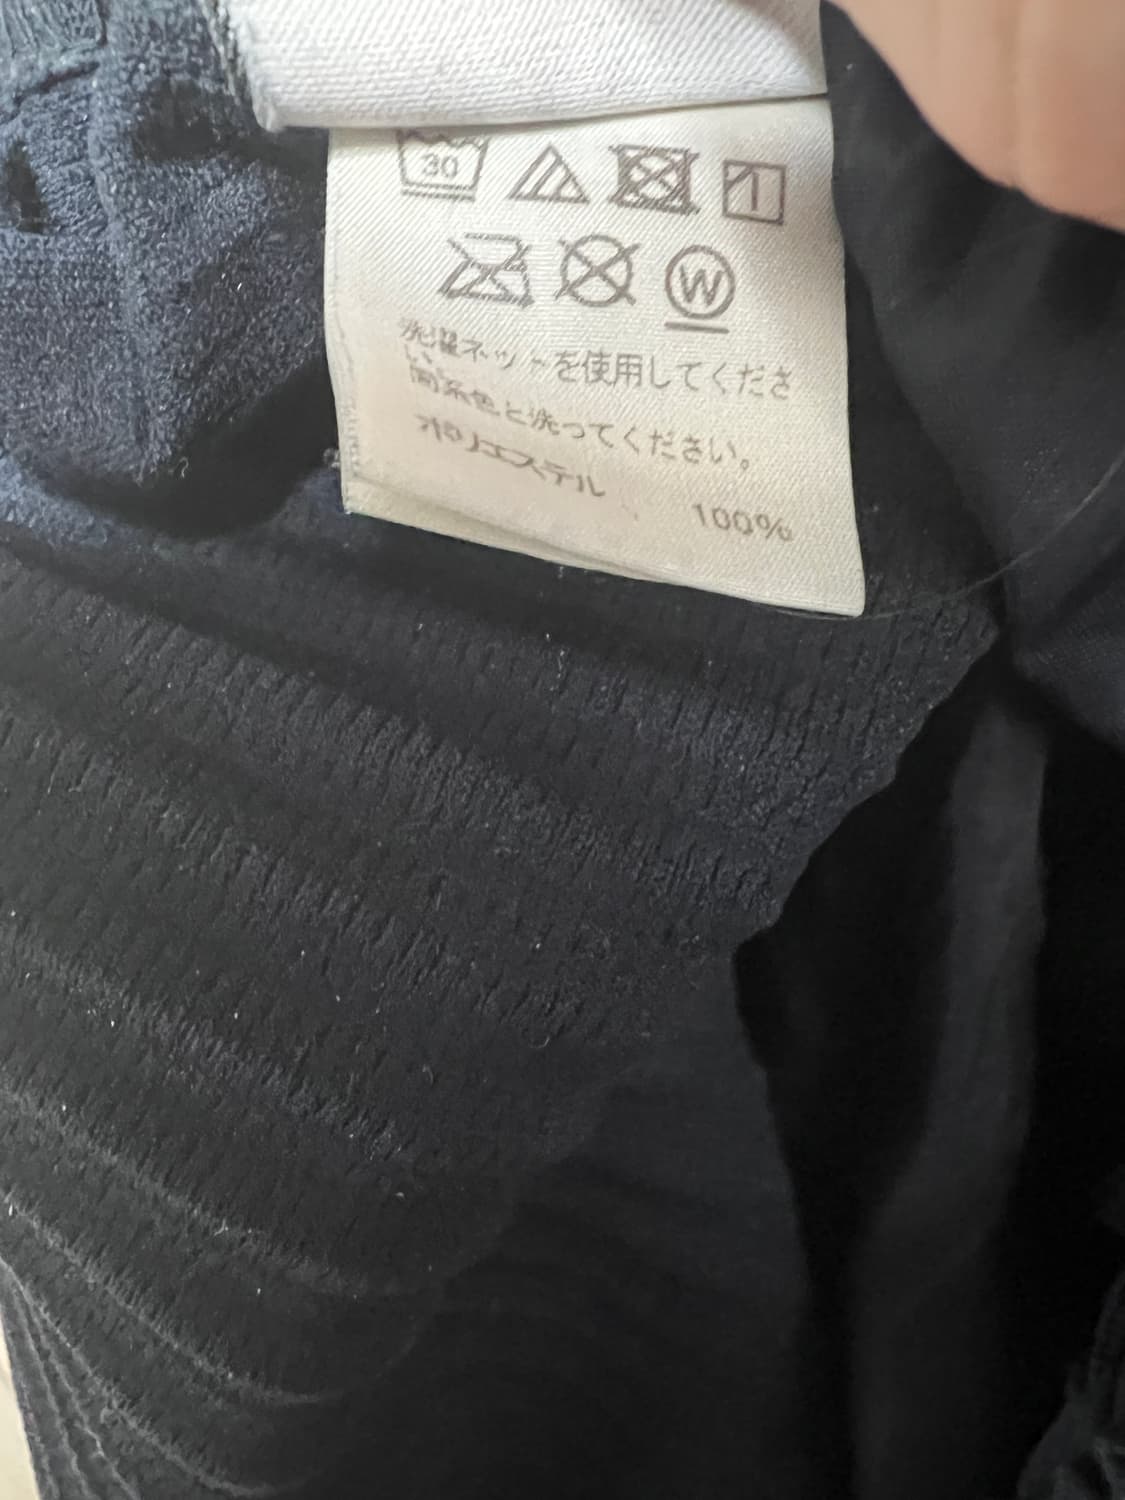 30
W
洗濯ネットを使用してくださ
い
同系色と洗ってください。
ポリエステル
100%